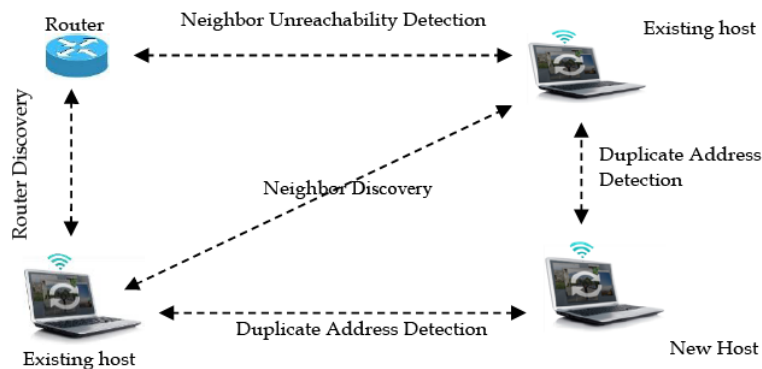 Neighbor Unreachability Detection
Router
Existing host
Router Discovery
Duplicate Address
Detection
Neighbor Discovery
Duplicate Address Detection
New Host
Existing host